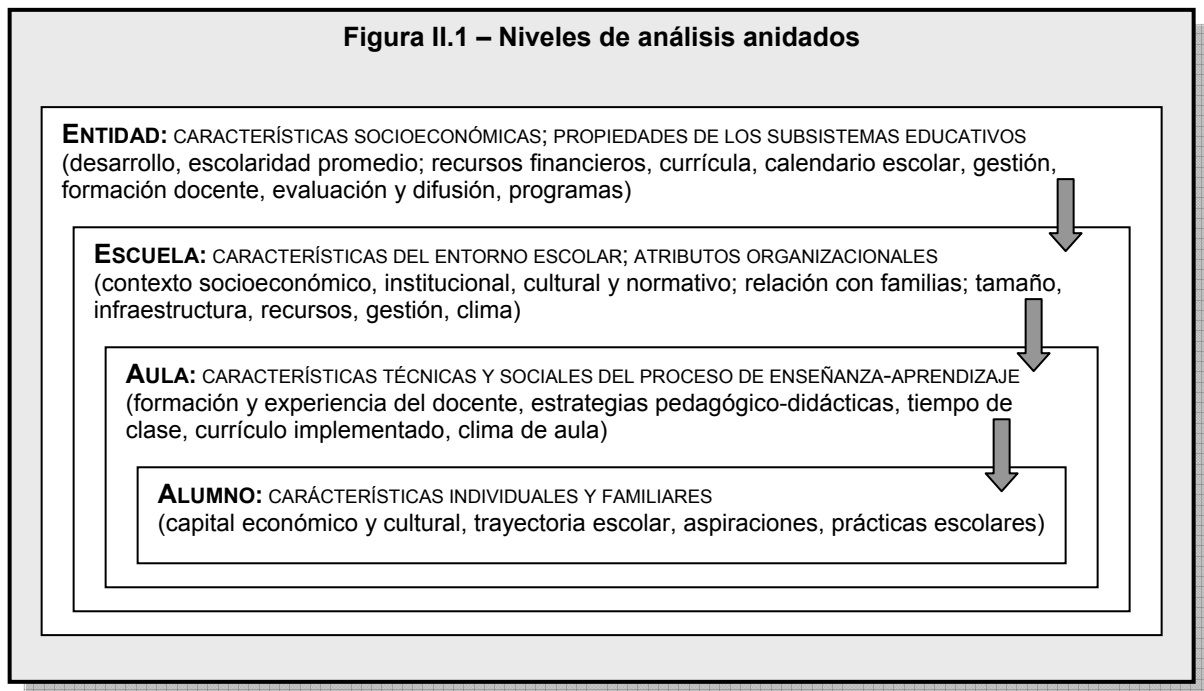 Figura II.1 – Niveles de análisis anidados
ENTIDAD: CARACTERÍSTICAS SOCIOECONÓMICAS; PROPIEDADES DE LOS SUBSISTEMAS EDUCATIVOS
(desarrollo, escolaridad promedio; recursos financieros, currícula, calendario escolar, gestión,
formación docente, evaluación y difusión, programas)
ESCUELA: CARACTERÍSTICAS DEL ENTORNO ESCOLAR; ATRIBUTOS ORGANIZACIONALES
(contexto socioeconómico, institucional, cultural y normativo; relación con familias; tamaño,
infraestructura, recursos, gestión, clima)
AULA: CARACTERÍSTICAS TÉCNICAS Y SOCIALES DEL PROCESO DE ENSEÑANZA-APRENDIZAJE
(formación y experiencia del docente, estrategias pedagógico-didácticas, tiempo de
clase, currículo implementado, clima de aula)
ALUMNO: CARÁCTERÍSTICAS INDIVIDUALES Y FAMILIARES
(capital económico y cultural, trayectoria escolar, aspiraciones, prácticas escolares)